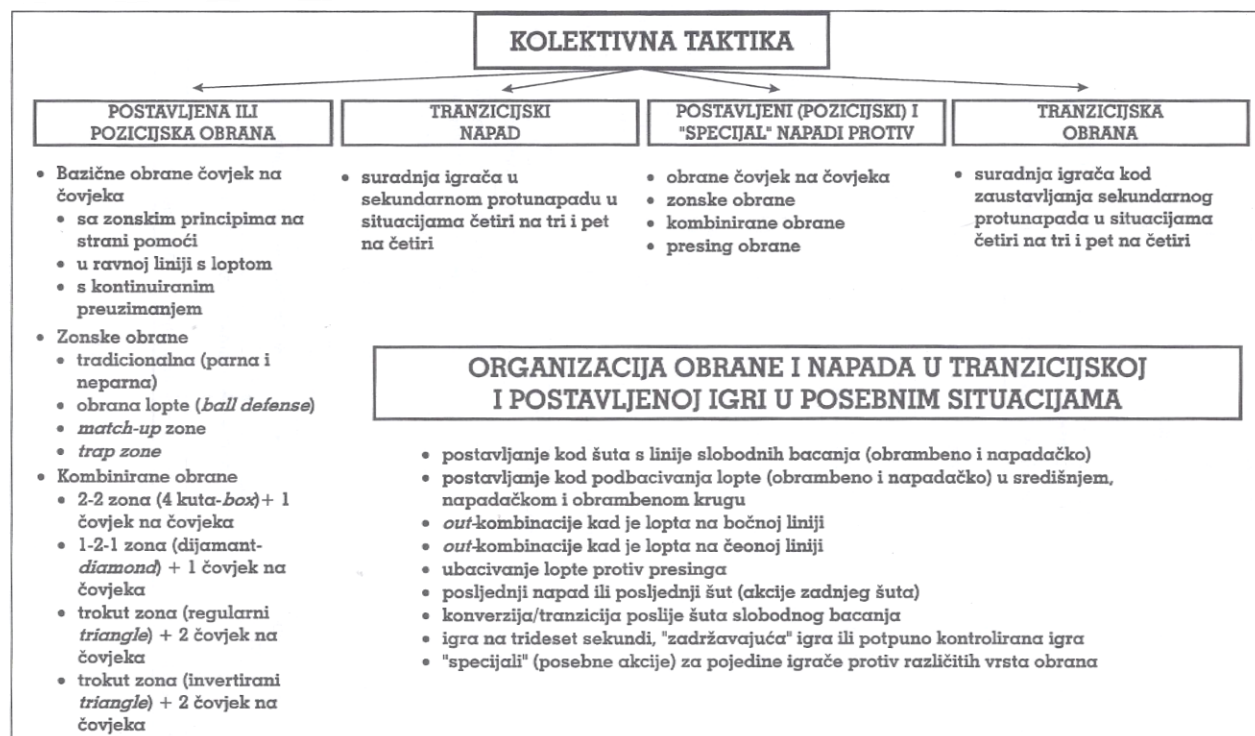 KOLEKTIVNA TAKTIKA
POSTAVLJENA ILI
POZICIJSKA OBRANA
• Bazične obrane čovjek na
čovjeka
• sa zonskim principima na
strani pomoći
• u ravnoj liniji s loptom
• s kontinuiranim
preuzimanjem
• Zonske obrane
• tradicionalna (parna i
neparna)
• obrana lopte (ball defense)
• match-up zone
• trap zone
• Kombinirane obrane
• 2-2 zona (4 kuta-box)+ 1
čovjek na čovjeka
• 1-2-1 zona (dijamant-
diamond) + 1 čovjek na
čovjeka
• trokut zona (regularni
triangle) + 2 čovjek na
čovjeka
• trokut zona (invertirani
triangle) + 2 čovjek na
čovjeka
TRANZICIJSKI
NAPAD
• suradnja igrača u
sekundarnom protunapadu u
situacijama četiri na tri i pet
na četiri
POSTAVLJENI (POZICIJSKI) I
"SPECIJAL" NAPADI PROTIV
• obrane čovjek na čovjeka
• zonske obrane
• kombinirane obrane
• presing obrane
TRANZICIJSKA
OBRANA
• suradnja igrača kod
zaustavljanja sekundarnog
protunapada u situacijama
četiri na tri i pet na četiri
ORGANIZACIJA OBRANE I NAPADA U TRANZICIJSKOJ
I POSTAVLJENOJ IGRI U POSEBNIM SITUACIJAMA
• postavljanje kod šuta s linije slobodnih bacanja (obrambeno i napadačko)
• postavljanje kod podbacivanja lopte (obrambeno i napadačko) u središnjem,
napadačkom i obrambenom krugu
• out-kombinacije kad je lopta na bočnoj liniji
• out-kombinacije kad je lopta na čeonoj liniji
• ubacivanje lopte protiv presinga
• posljednji napad ili posljednji šut (akcije zadnjeg šuta)
• konverzija/tranzicija poslije šuta slobodnog bacanja
• igra na trideset sekundi, "zadržavajuća" igra ili potpuno kontrolirana igra
• "specijali" (posebne akcije) za pojedine igrače protiv različitih vrsta obrana